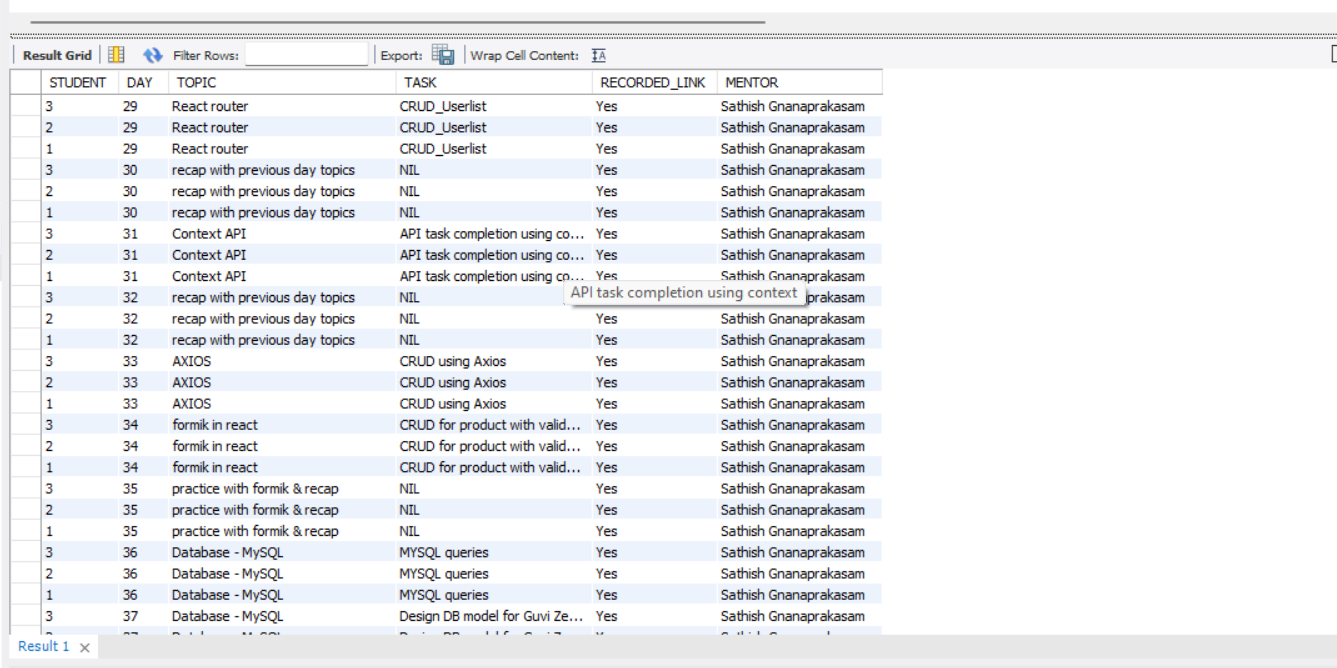 Result Grid Filter Rows: Export: Wrap Cell Content: IA
STUDENT DAY TOPIC TASK RECORDED_LINK MENTOR
3 29 React router CRUD_Userlist Yes Sathish Gnanaprakasam
2 29 React router CRUD_Userlist Yes Sathish Gnanaprakasam
1 29 React router CRUD_Userlist Yes Sathish Gnanaprakasam
3 30 recap with previous day topics NIL Yes Sathish Gnanaprakasam
2 30 recap with previous day topics NIL Yes Sathish Gnanaprakasam
1 30 recap with previous day topics NIL Yes Sathish Gnanaprakasam
3 31 Context API API task completion using co... Yes Sathish Gnanaprakasam
2 31 Context API API task completion using co... Yes Sathish Gnanaprakasam
1 31 Context API API task completion using co... Yes Sathish Gnanaprakasam
3 32 recap with previous day topics NIL API task completion using context prakasam
2 32 recap with previous day topics NIL Yes Sathish Gnanaprakasam
1 32 recap with previous day topics NIL Yes Sathish Gnanaprakasam
3 33 AXIOS CRUD using Axios Yes Sathish Gnanaprakasam
2 33 AXIOS CRUD using Axios Yes Sathish Gnanaprakasam
1 33 AXIOS CRUD using Axios Yes Sathish Gnanaprakasam
3 34 formik in react CRUD for product with valid... Yes Sathish Gnanaprakasam
2 34 formik in react CRUD for product with valid... Yes Sathish Gnanaprakasam
1 34 formik in react CRUD for product with valid... Yes Sathish Gnanaprakasam
3 35 practice with formik & recap NIL Yes Sathish Gnanaprakasam
2 35 practice with formik & recap NIL Yes Sathish Gnanaprakasam
1 35 practice with formik & recap NIL Yes Sathish Gnanaprakasam
3 36 Database - MySQL MYSQL queries Yes Sathish Gnanaprakasam
2 36 Database - MySQL MYSQL queries Yes Sathish Gnanaprakasam
1 36 Database - MySQL MYSQL queries Yes Sathish Gnanaprakasam
3 37 Database - MySQL Design DB model for Guvi Ze... Yes Sathish Gnanaprakasam
Result 1